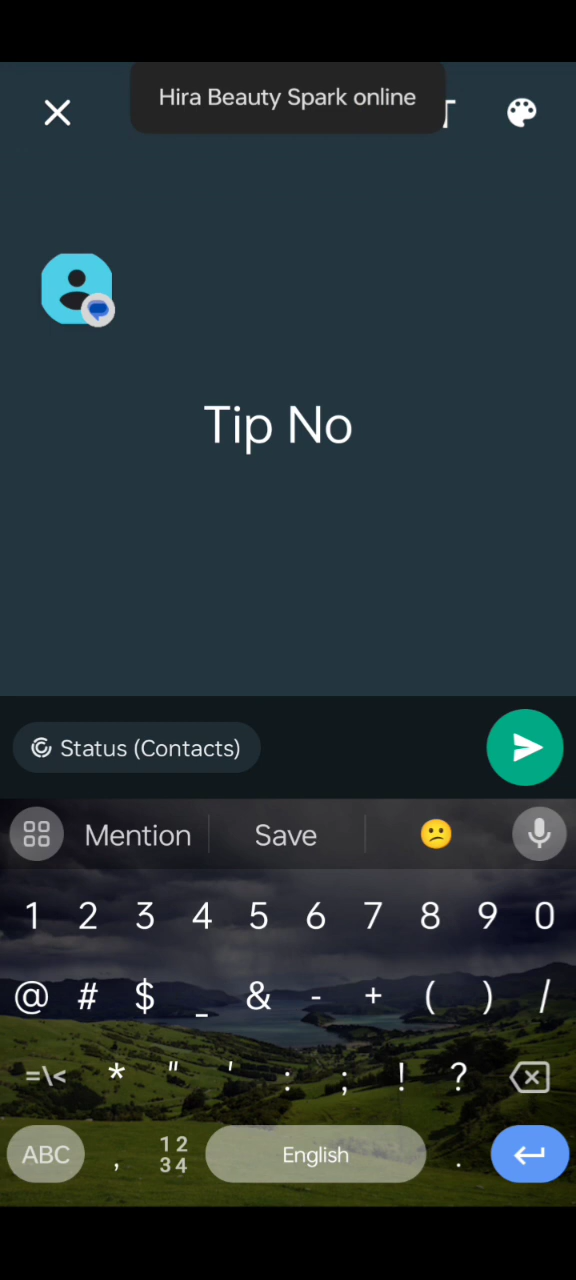 Hira Beauty Spark online
T
Tip No
Status (Contacts)
Mention Save
1 2 3 4 5 6 7 8 9 0
@ # $ _ & - + ( ) /
=\< * " ' : ; ! ?
ABC , 12 34 English .